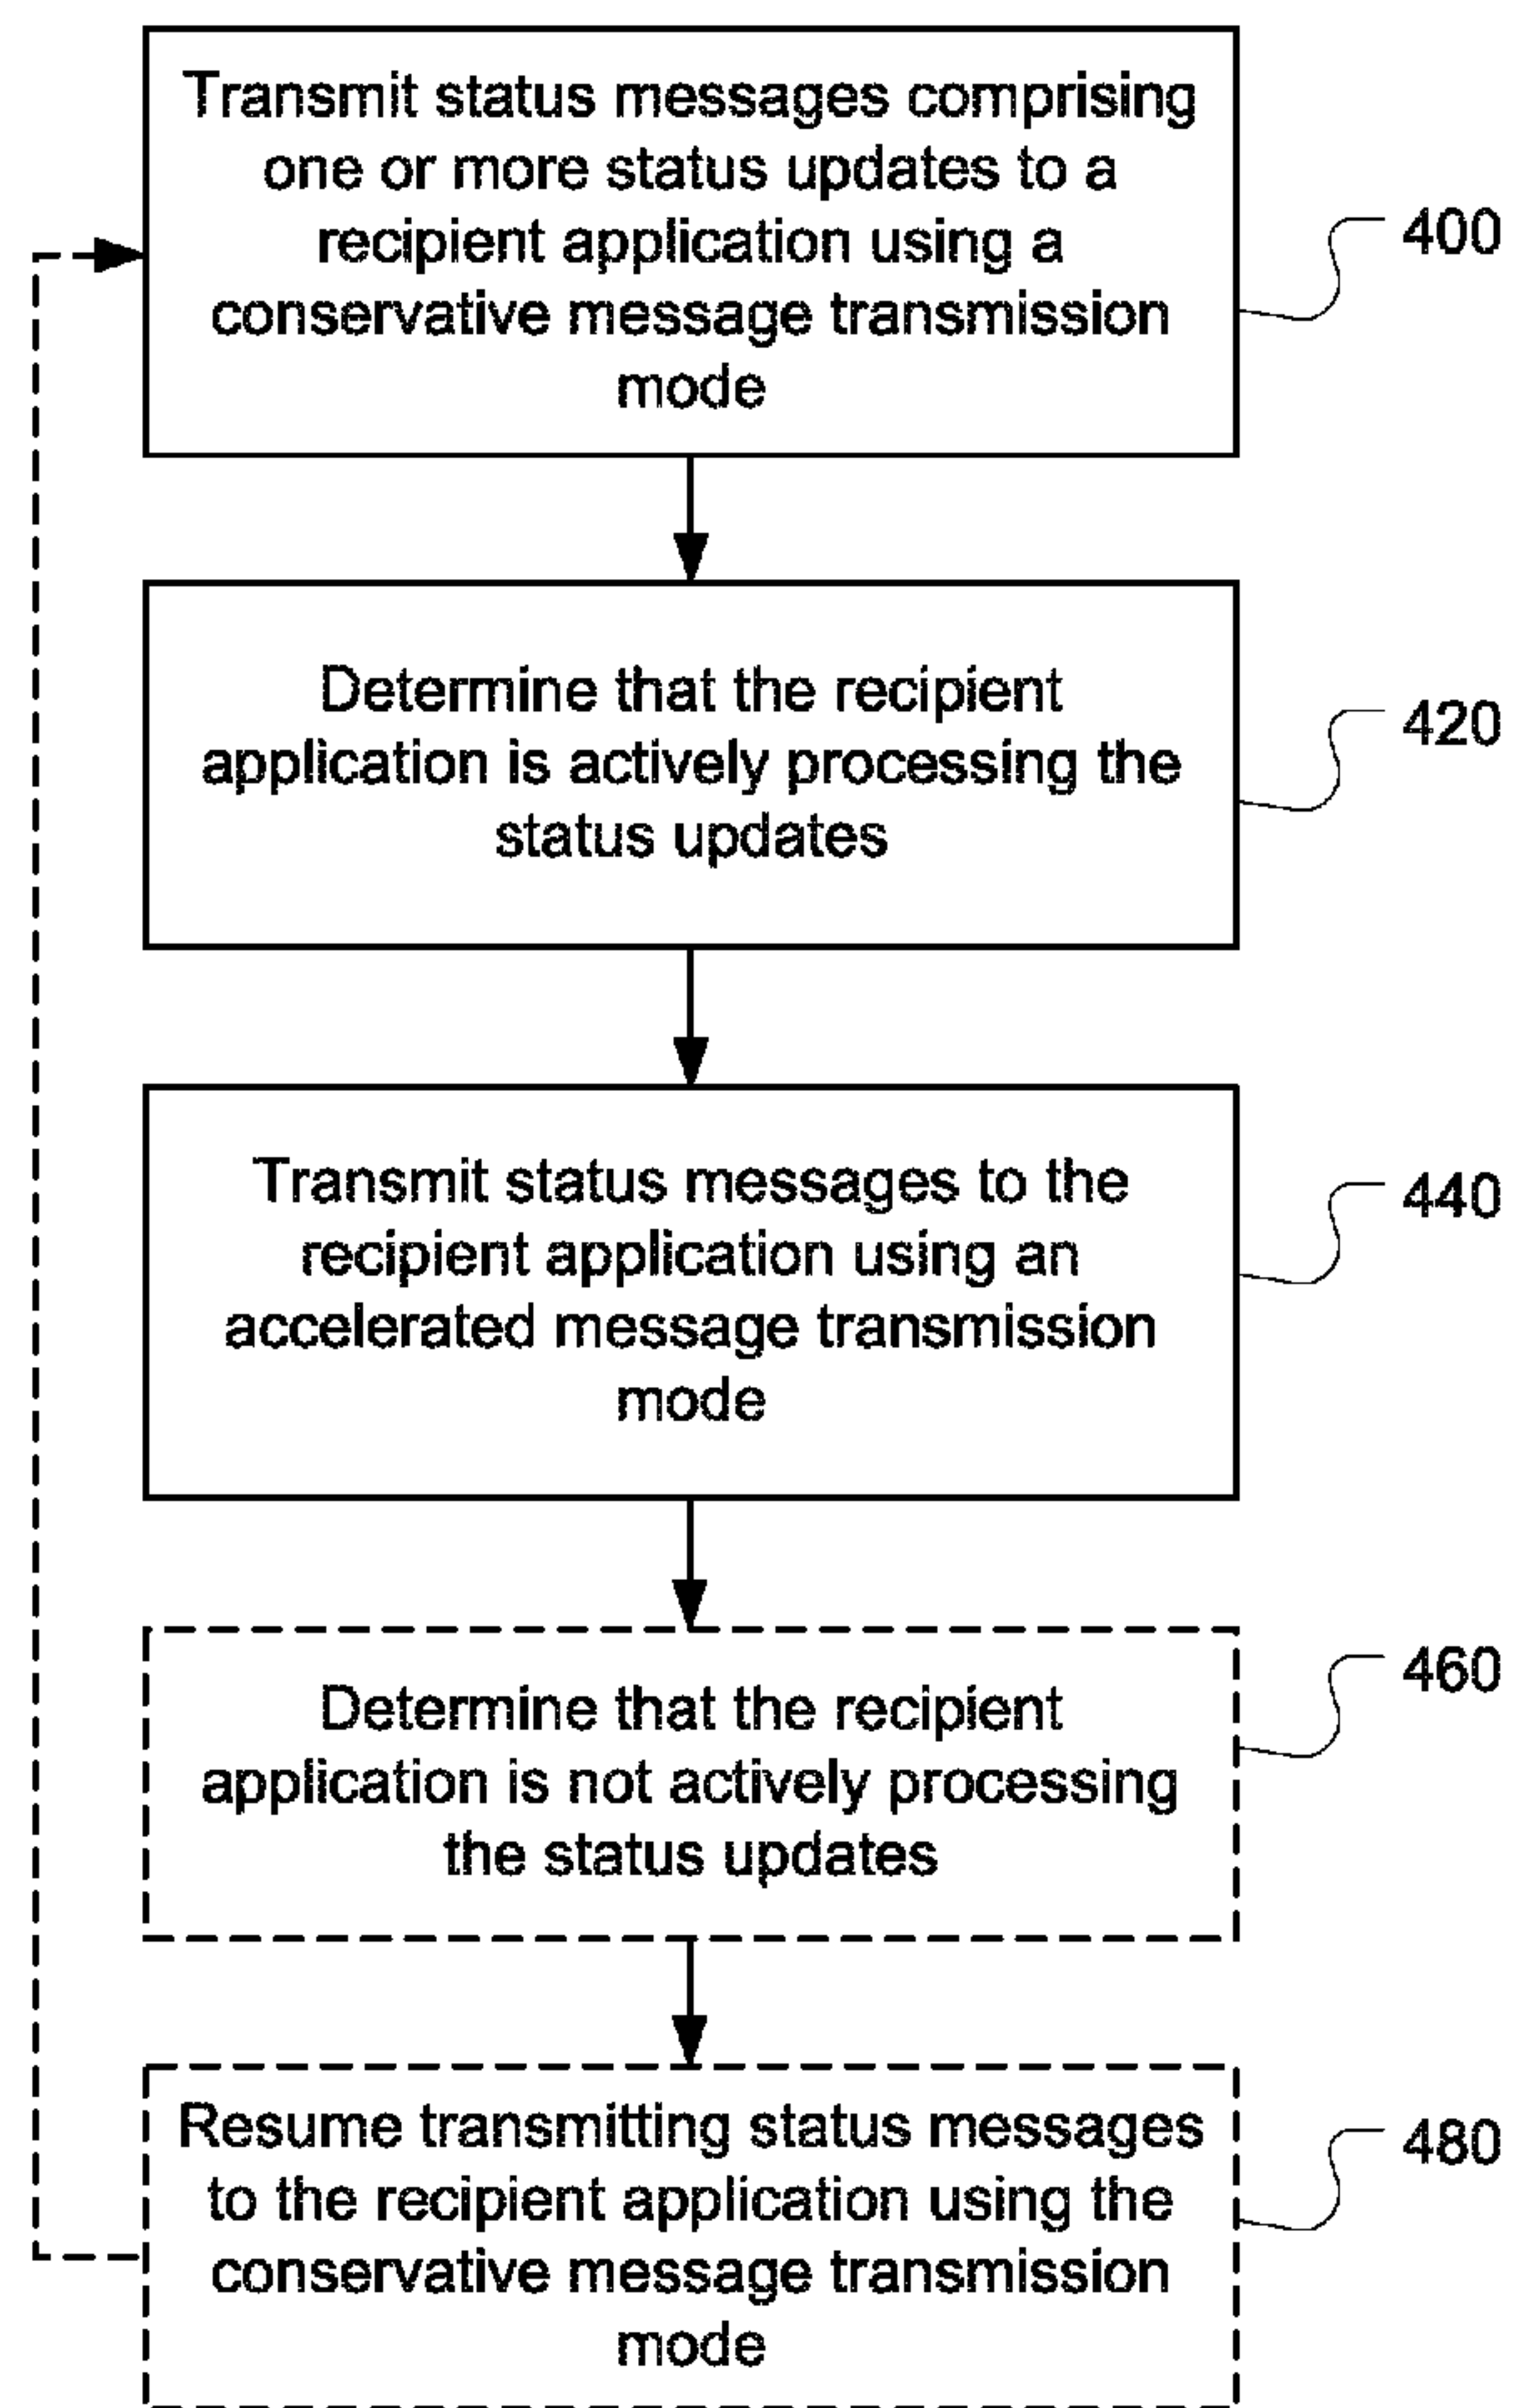 Transmit status messages comprising
one or more status updates to a
recipient application using a
conservative message transmission
mode
400
Determine that the recipient
application is actively processing the
status updates
420
Transmit status messages to the
recipient application using an
accelerated message transmission
mode
440
Determine that the recipient
application is not actively processing
the status updates
460
Resume transmitting status messages
to the recipient application using the
conservative message transmission
mode
480